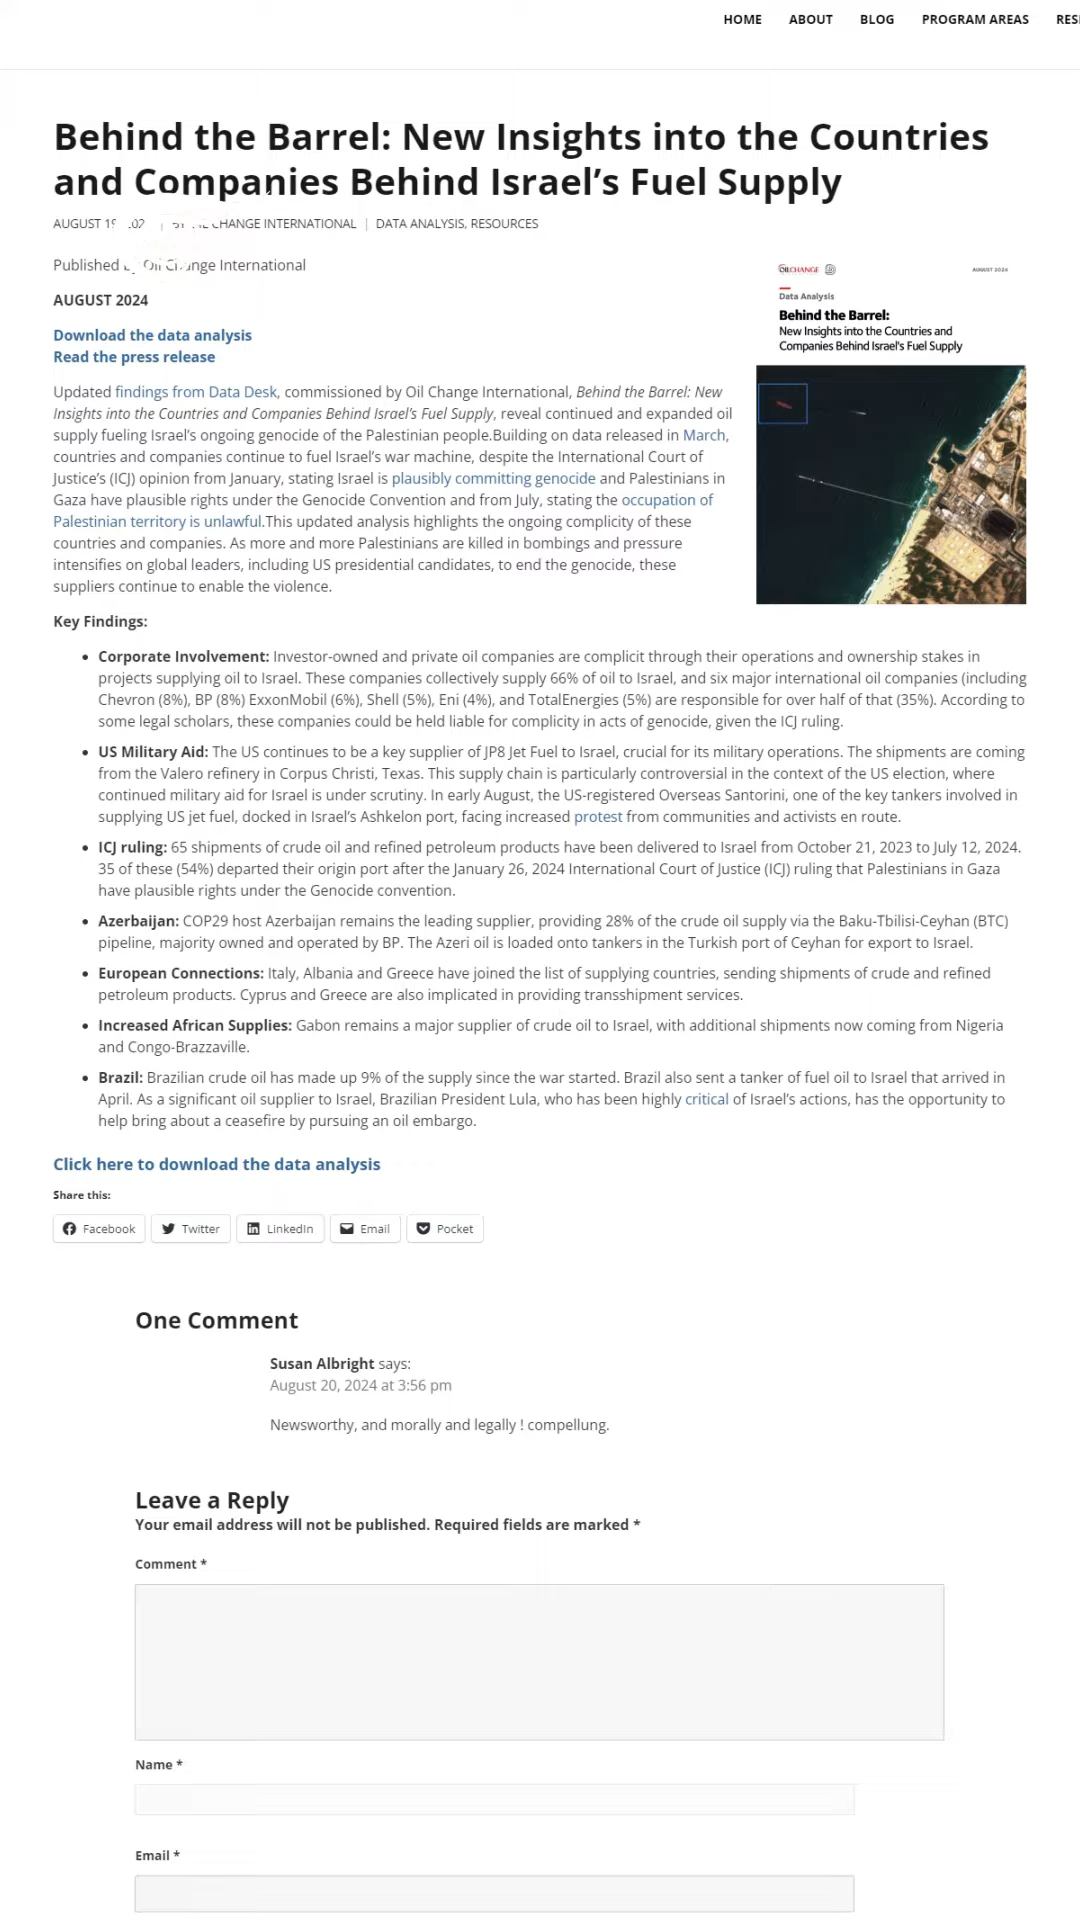 HOME ABOUT BLOG PROGRAM AREAS
Behind the Barrel: New Insights into the Countries
and Companies Behind Israel’s Fuel Supply
AUGUST CHANGE INTERNATIONAL | DATA ANALYSIS, RESOURCES
Published Oil Change International
AUGUST 2024
Download the data analysis
Read the press release
OILCHANGE
AUGUST 2024
Data Analysis
Behind the Barrel:
New Insights into the Countries and
Companies Behind Israel's Fuel Supply
Updated findings from Data Desk, commissioned by Oil Change International, Behind the Barrel: New
Insights into the Countries and Companies Behind Israel’s Fuel Supply, reveal continued and expanded oil
supply fueling Israel’s ongoing genocide of the Palestinian people.Building on data released in March,
countries and companies continue to fuel Israel’s war machine, despite the International Court of
Justice’s (ICJ) opinion from January, stating Israel is plausibly committing genocide and Palestinians in
Gaza have plausible rights under the Genocide Convention and from July, stating the occupation of
Palestinian territory is unlawful.This updated analysis highlights the ongoing complicity of these
countries and companies. As more and more Palestinians are killed in bombings and pressure
intensifies on global leaders, including US presidential candidates, to end the genocide, these
suppliers continue to enable the violence.
Key Findings:
• Corporate Involvement: Investor-owned and private oil companies are complicit through their operations and ownership stakes in
projects supplying oil to Israel. These companies collectively supply 66% of oil to Israel, and six major international oil companies (including
Chevron (8%), BP (8%) ExxonMobil (6%), Shell (5%), Eni (4%), and TotalEnergies (5%) are responsible for over half of that (35%). According to
some legal scholars, these companies could be held liable for complicity in acts of genocide, given the ICJ ruling.
• US Military Aid: The US continues to be a key supplier of JP8 Jet Fuel to Israel, crucial for its military operations. The shipments are coming
from the Valero refinery in Corpus Christi, Texas. This supply chain is particularly controversial in the context of the US election, where
continued military aid for Israel is under scrutiny. In early August, the US-registered Overseas Santorini, one of the key tankers involved in
supplying US jet fuel, docked in Israel’s Ashkelon port, facing increased protest from communities and activists en route.
• ICJ ruling: 65 shipments of crude oil and refined petroleum products have been delivered to Israel from October 21, 2023 to July 12, 2024.
35 of these (54%) departed their origin port after the January 26, 2024 International Court of Justice (ICJ) ruling that Palestinians in Gaza
have plausible rights under the Genocide convention.
• Azerbaijan: COP29 host Azerbaijan remains the leading supplier, providing 28% of the crude oil supply via the Baku-Tbilisi-Ceyhan (BTC)
pipeline, majority owned and operated by BP. The Azeri oil is loaded onto tankers in the Turkish port of Ceyhan for export to Israel.
• European Connections: Italy, Albania and Greece have joined the list of supplying countries, sending shipments of crude and refined
petroleum products. Cyprus and Greece are also implicated in providing transshipment services.
• Increased African Supplies: Gabon remains a major supplier of crude oil to Israel, with additional shipments now coming from Nigeria
and Congo-Brazzaville.
• Brazil: Brazilian crude oil has made up 9% of the supply since the war started. Brazil also sent a tanker of fuel oil to Israel that arrived in
April. As a significant oil supplier to Israel, Brazilian President Lula, who has been highly critical of Israel’s actions, has the opportunity to
help bring about a ceasefire by pursuing an oil embargo.
Click here to download the data analysis
Share this:
Facebook Twitter LinkedIn Email Pocket
One Comment
Susan Albright says:
August 20, 2024 at 3:56 pm
Newsworthy, and morally and legally ! compellung.
Leave a Reply
Your email address will not be published. Required fields are marked *
Comment *
Name *
Email *